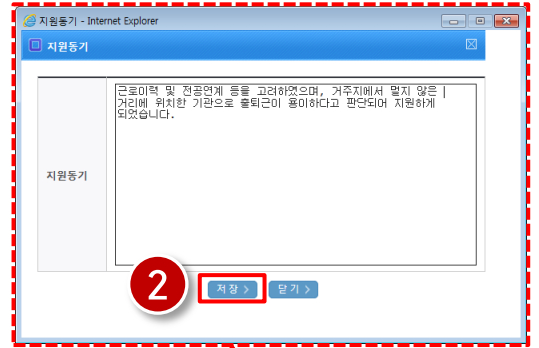 지원동기 - Internet Explorer
지원동기
근로이력 및 전공연계 등을 고려하였으며, 거주지에서 멀지 않은
거리에 위치한 기관으로 출퇴근이 용이하다고 판단되어 지원하게
되었습니다.
지원동기
2
저장 >
닫기 >